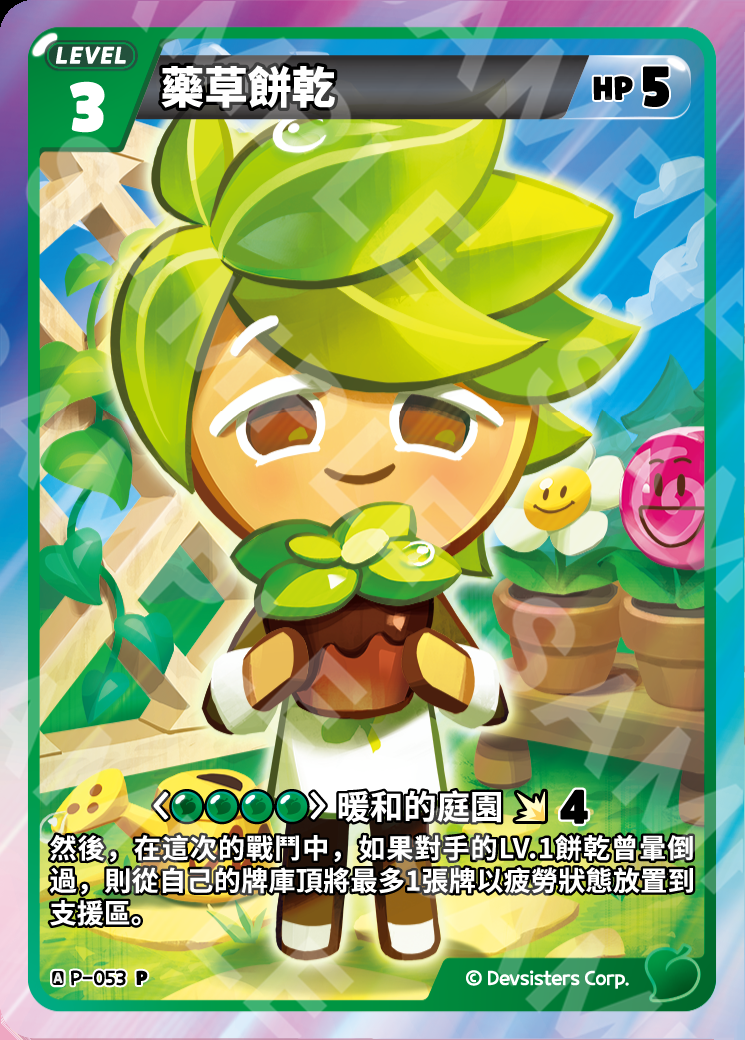 LEVEL
3
藥草餅乾
HP 5
SAMPLE
〈●●●●〉暖和的庭園 4
然後，在這次的戰鬥中，如果對手的LV.1餅乾曾暈倒
過，則從自己的牌庫頂將最多1張牌以疲勞狀態放置到
支援區。
A P-053 P
© Devsisters Corp.